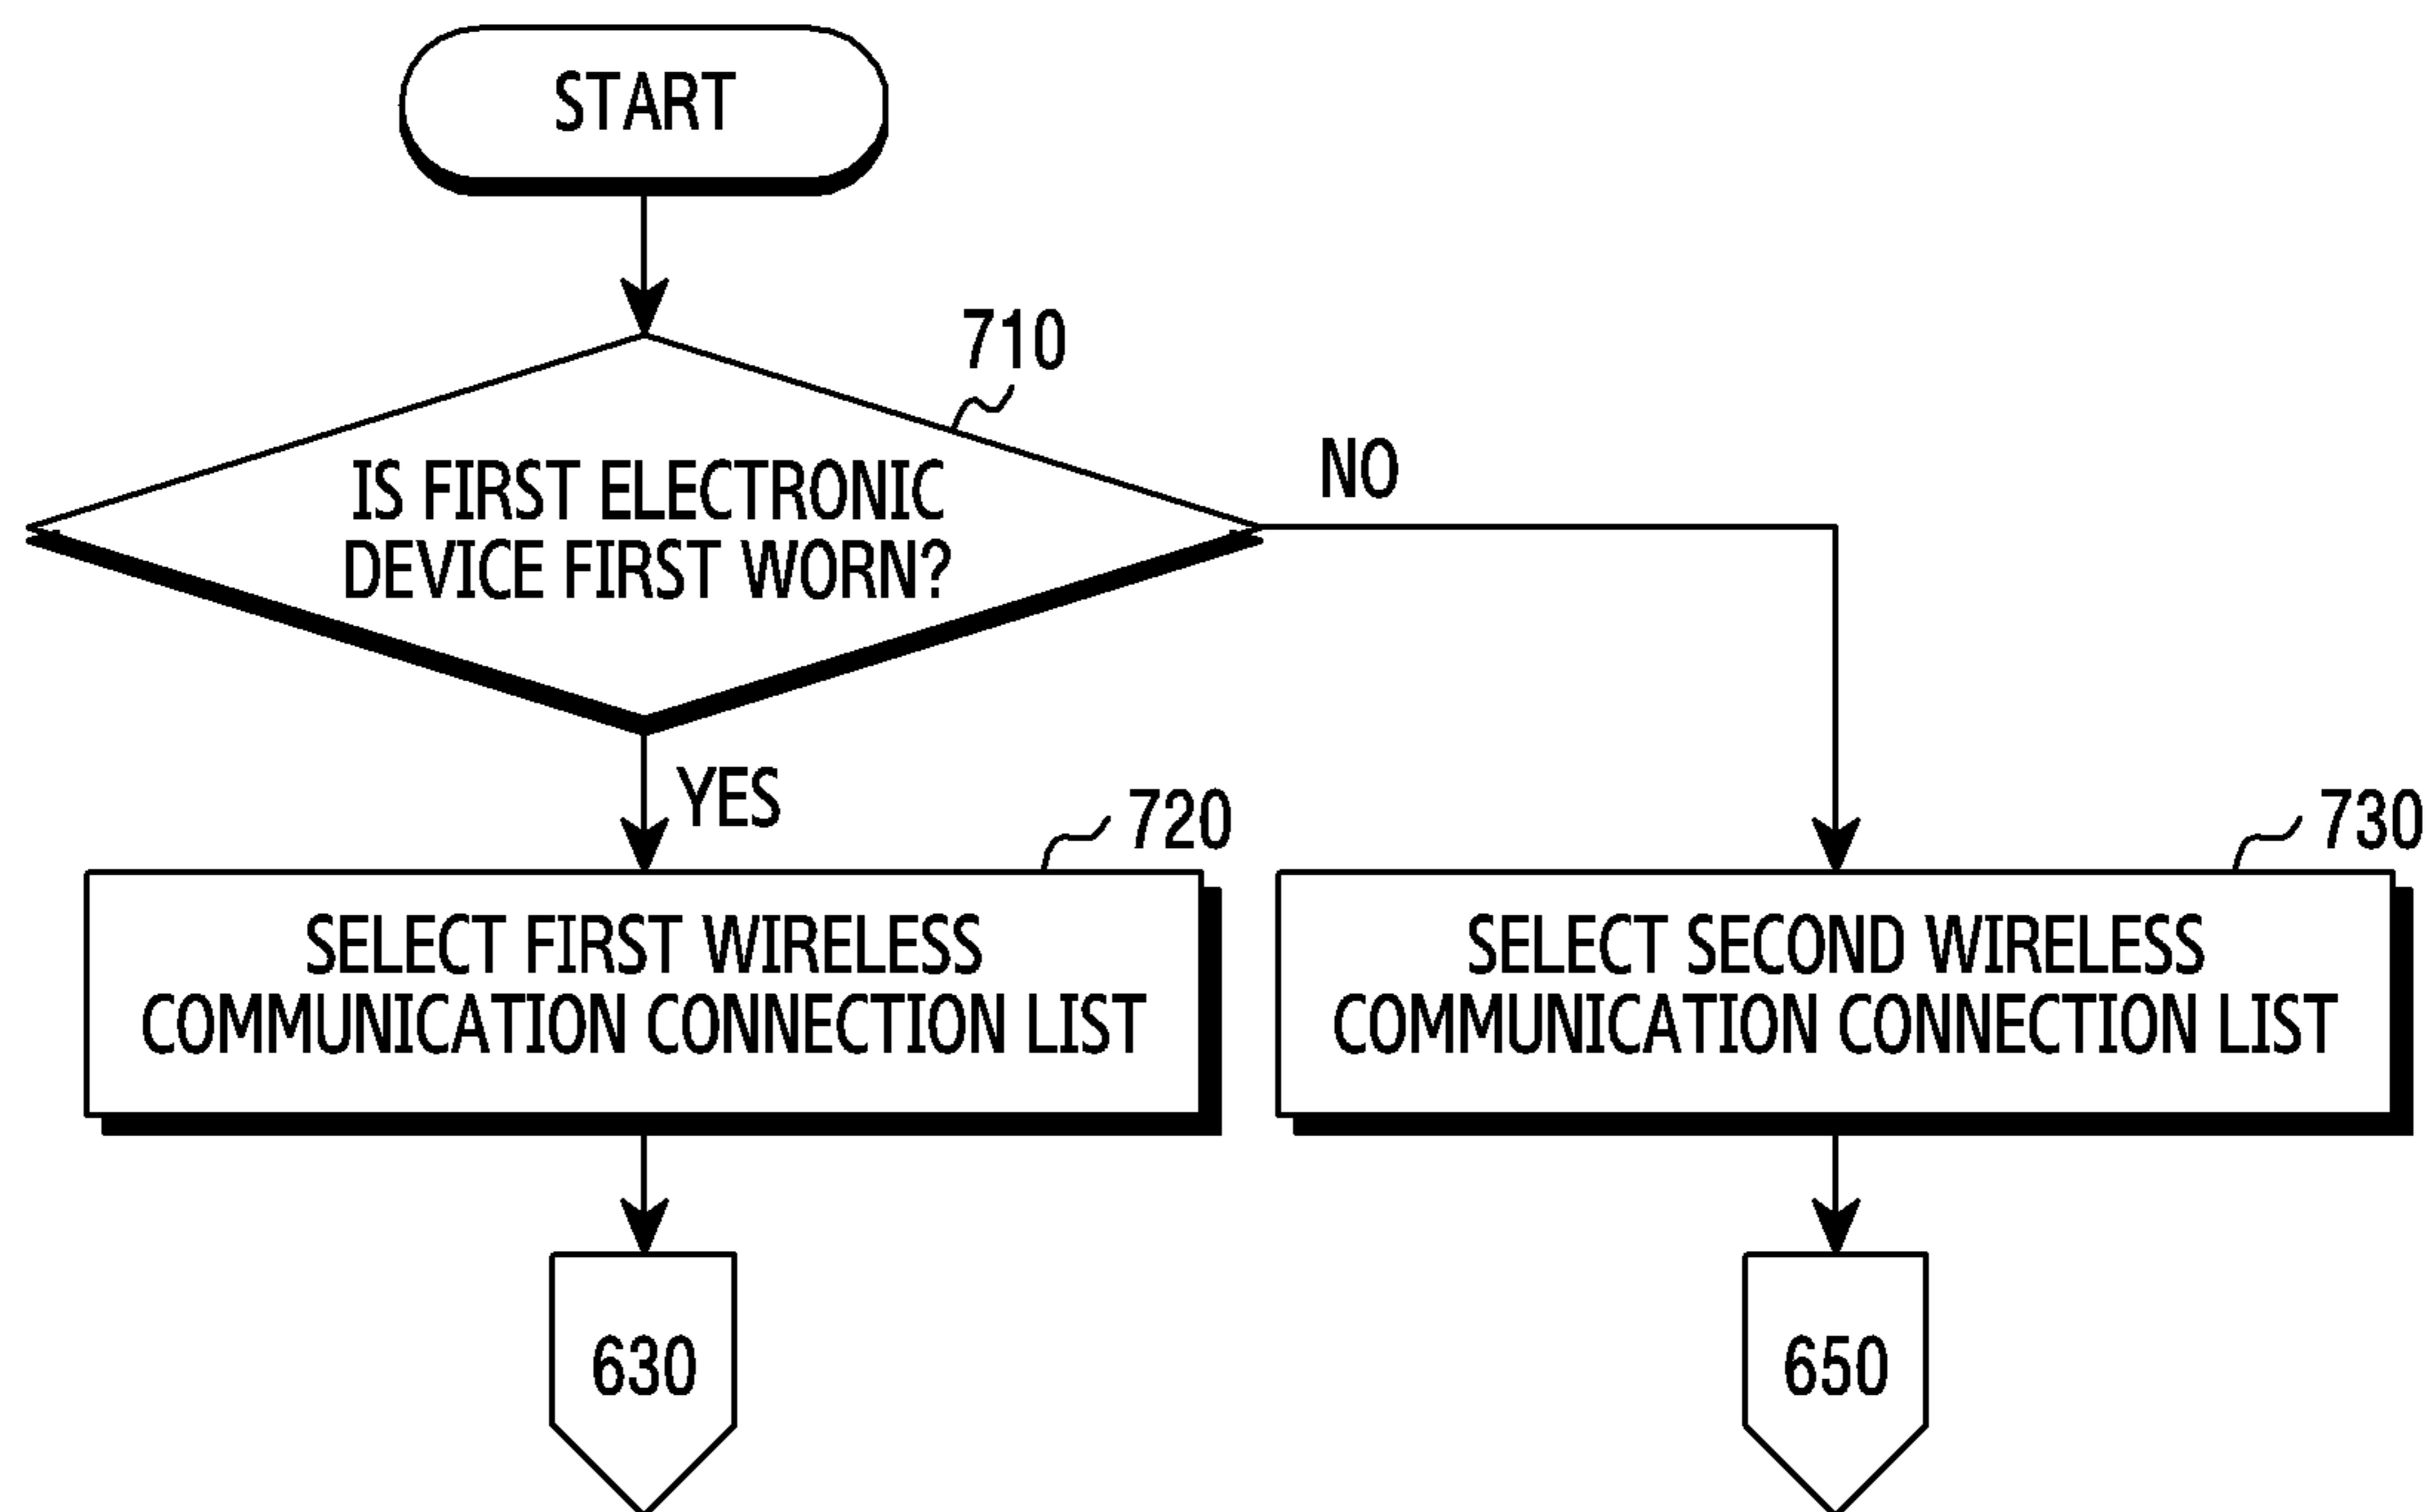 START
710
IS FIRST ELECTRONIC
DEVICE FIRST WORN?
NO
YES
720
SELECT FIRST WIRELESS
COMMUNICATION CONNECTION LIST
730
SELECT SECOND WIRELESS
COMMUNICATION CONNECTION LIST
630
650